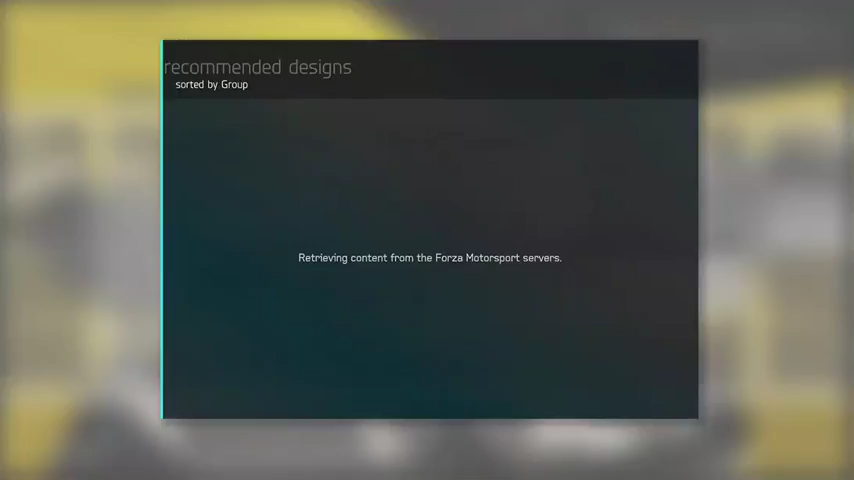 recommended designs
sorted by Group
Retrieving content from the Forza Motorsport servers.